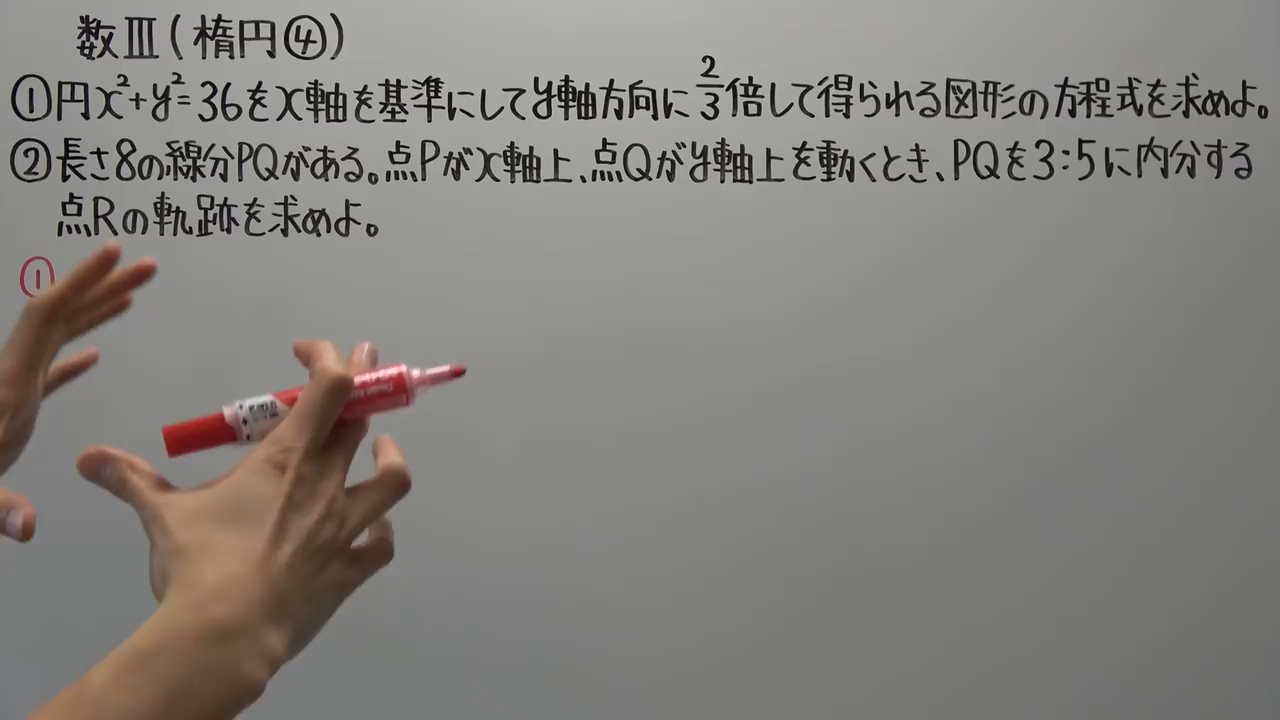 数Ⅲ(楕円④)
①円x²+y²=36をx軸を基準にしてy軸方向に2/3倍して得られる図形の方程式を求めよ。
②長さ8の線分PQがある。点Pがx軸上、点Qがy軸上を動くとき、PQを3:5に内分する
点Rの軌跡を求めよ。
①